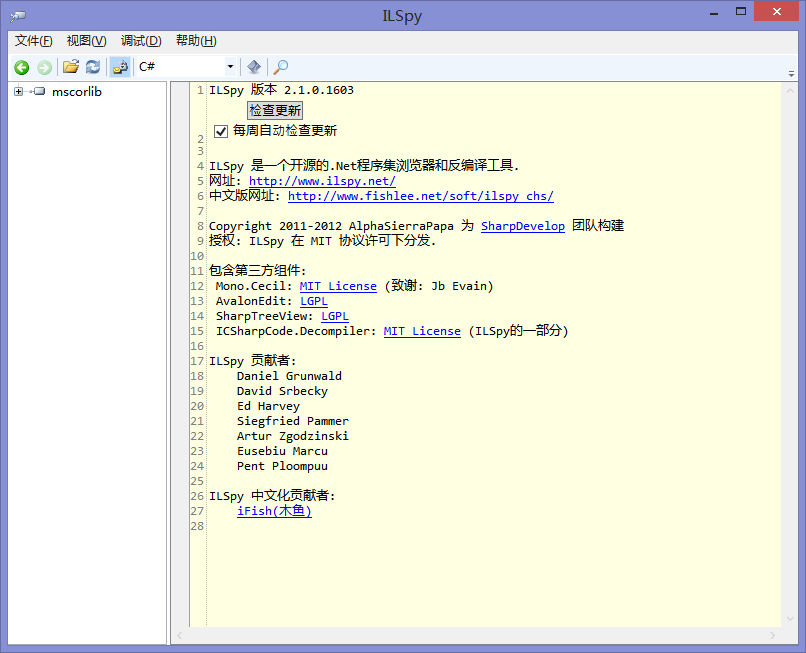 ILSpy
文件(F) 视图(V) 调试(D) 帮助(H)
C#
mscorlib
1 ILSpy 版本 2.1.0.1603
检查更新
2 每周自动检查更新
3
4 ILSpy 是一个开源的.Net程序集浏览器和反编译工具.
5 网址: http://www.ilspy.net/
6 中文版网址: http://www.fishlee.net/soft/ilspy_chs/
7
8 Copyright 2011-2012 AlphaSierraPapa 为 SharpDevelop 团队构建
9 授权: ILSpy 在 MIT 协议许可下分发.
10
11 包含第三方组件:
12 Mono.Cecil: MIT License (致谢: Jb Evain)
13 AvalonEdit: LGPL
14 SharpTreeView: LGPL
15 ICSharpCode.Decompiler: MIT License (ILSpy的一部分)
16
17 ILSpy 贡献者:
18 Daniel Grunwald
19 David Srbecky
20 Ed Harvey
21 Siegfried Pammer
22 Artur Zgodzinski
23 Eusebiu Marcu
24 Pent Ploompuu
25
26 ILSpy 中文化贡献者:
27 iFish(木鱼)
28